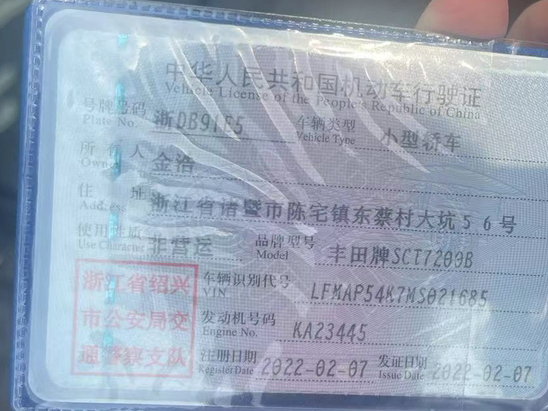 中华人民共和国机动车行驶证
Vehicle License of the People's Republic of China
号牌号码 浙DB91E5 车辆类型 小型轿车
Plate No. Vehicle Type
所有人 金浩
Owner
住址 浙江省诸暨市陈宅镇东蔡村大坑56号
Address
使用性质 非营运 品牌型号 丰田牌SCT7200B
Use Character Model
浙江省绍兴
市公安局交
通警察支队
车辆识别代号 LFMAP54K7MS021685
VIN
发动机号码 KA23445
Engine No.
注册日期 2022-02-07 发证日期 2022-02-07
Register Date Issue Date